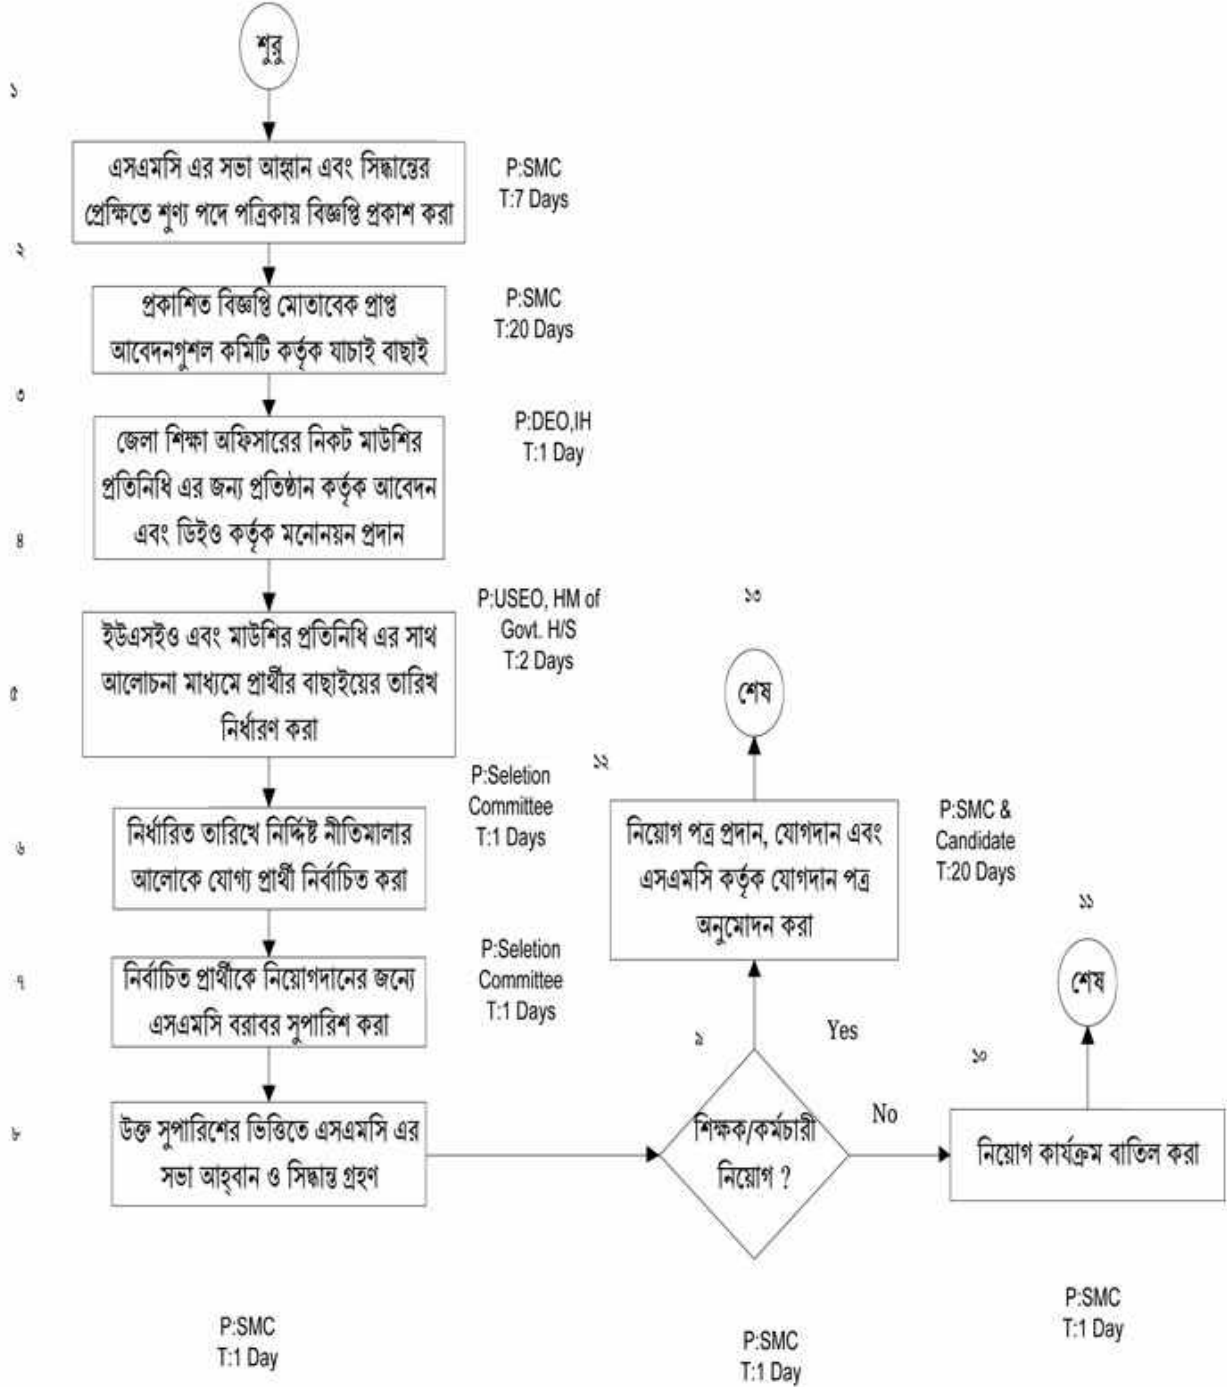 শুরু
১
এসএমসি এর সভা আহ্বান এবং সিদ্ধান্তের
প্রেক্ষিতে শুণ্য পদে পত্রিকায় বিজ্ঞপ্তি প্রকাশ করা
P:SMC
T:7 Days
২
প্রকাশিত বিজ্ঞপ্তি মোতাবেক প্রাপ্ত
আবেদনগুশল কমিটি কর্তৃক যাচাই বাছাই
P:SMC
T:20 Days
৩
জেলা শিক্ষা অফিসারের নিকট মাউশির
প্রতিনিধি এর জন্য প্রতিষ্ঠান কর্তৃক আবেদন
এবং ডিইও কর্তৃক মনোনয়ন প্রদান
P:DEO,IH
T:1 Day
৪
ইউএসইও এবং মাউশির প্রতিনিধি এর সাথ
আলোচনা মাধ্যমে প্রার্থীর বাছাইয়ের তারিখ
নির্ধারণ করা
P:USEO, HM of
Govt. H/S
T:2 Days
৫
নির্ধারিত তারিখে নির্দ্দিষ্ট নীতিমালার
আলোকে যোগ্য প্রার্থী নির্বাচিত করা
P:Seletion
Committee
T:1 Days
৬
নির্বাচিত প্রার্থীকে নিয়োগদানের জন্যে
এসএমসি বরাবর সুপারিশ করা
P:Seletion
Committee
T:1 Days
৭
উক্ত সুপারিশের ভিত্তিতে এসএমসি এর
সভা আহ্‌বান ও সিদ্ধান্ত গ্রহণ
৮
P:SMC
T:1 Day
৯
শিক্ষক/কর্মচারী
নিয়োগ ?
P:SMC
T:1 Day
Yes
No
১০
নিয়োগ কার্যক্রম বাতিল করা
P:SMC
T:1 Day
১১
শেষ
১২
নিয়োগ পত্র প্রদান, যোগদান এবং
এসএমসি কর্তৃক যোগদান পত্র
অনুমোদন করা
P:SMC &
Candidate
T:20 Days
১৩
শেষ